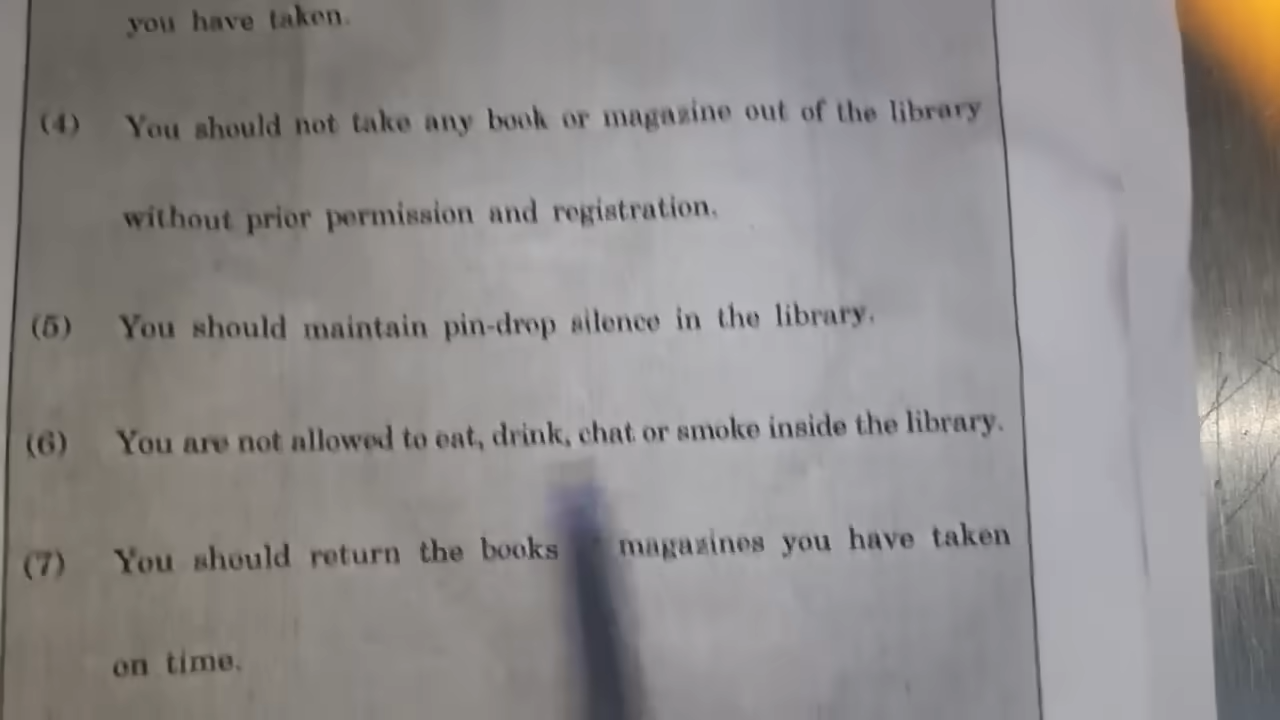 you have taken.
(4) You should not take any book or magazine out of the library
without prior permission and registration.
(5) You should maintain pin-drop silence in the library.
(6) You are not allowed to eat, drink, chat or smoke inside the library.
(7) You should return the books magazines you have taken
on time.